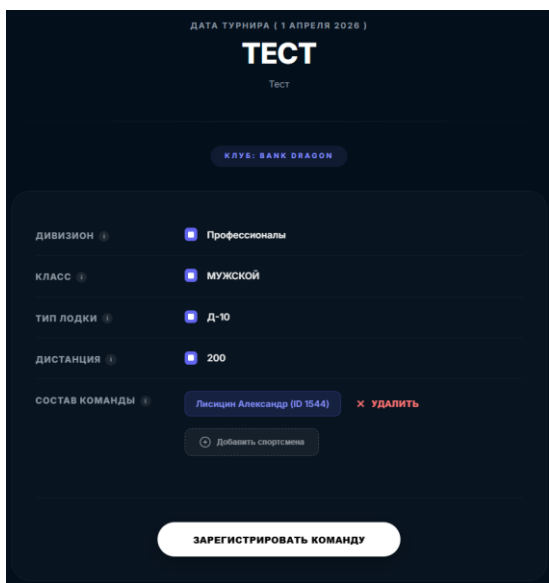 ДАТА ТУРНИРА ( 1 АПРЕЛЯ 2026 )
ТЕСТ
Тест
КЛУБ: BANK DRAGON
ДИВИЗИОН i Профессионалы
КЛАСС i МУЖСКОЙ
ТИП ЛОДКИ i Д-10
ДИСТАНЦИЯ i 200
СОСТАВ КОМАНДЫ i Лисицин Александр (ID 1544) × УДАЛИТЬ
Добавить спортсмена
ЗАРЕГИСТРИРОВАТЬ КОМАНДУ